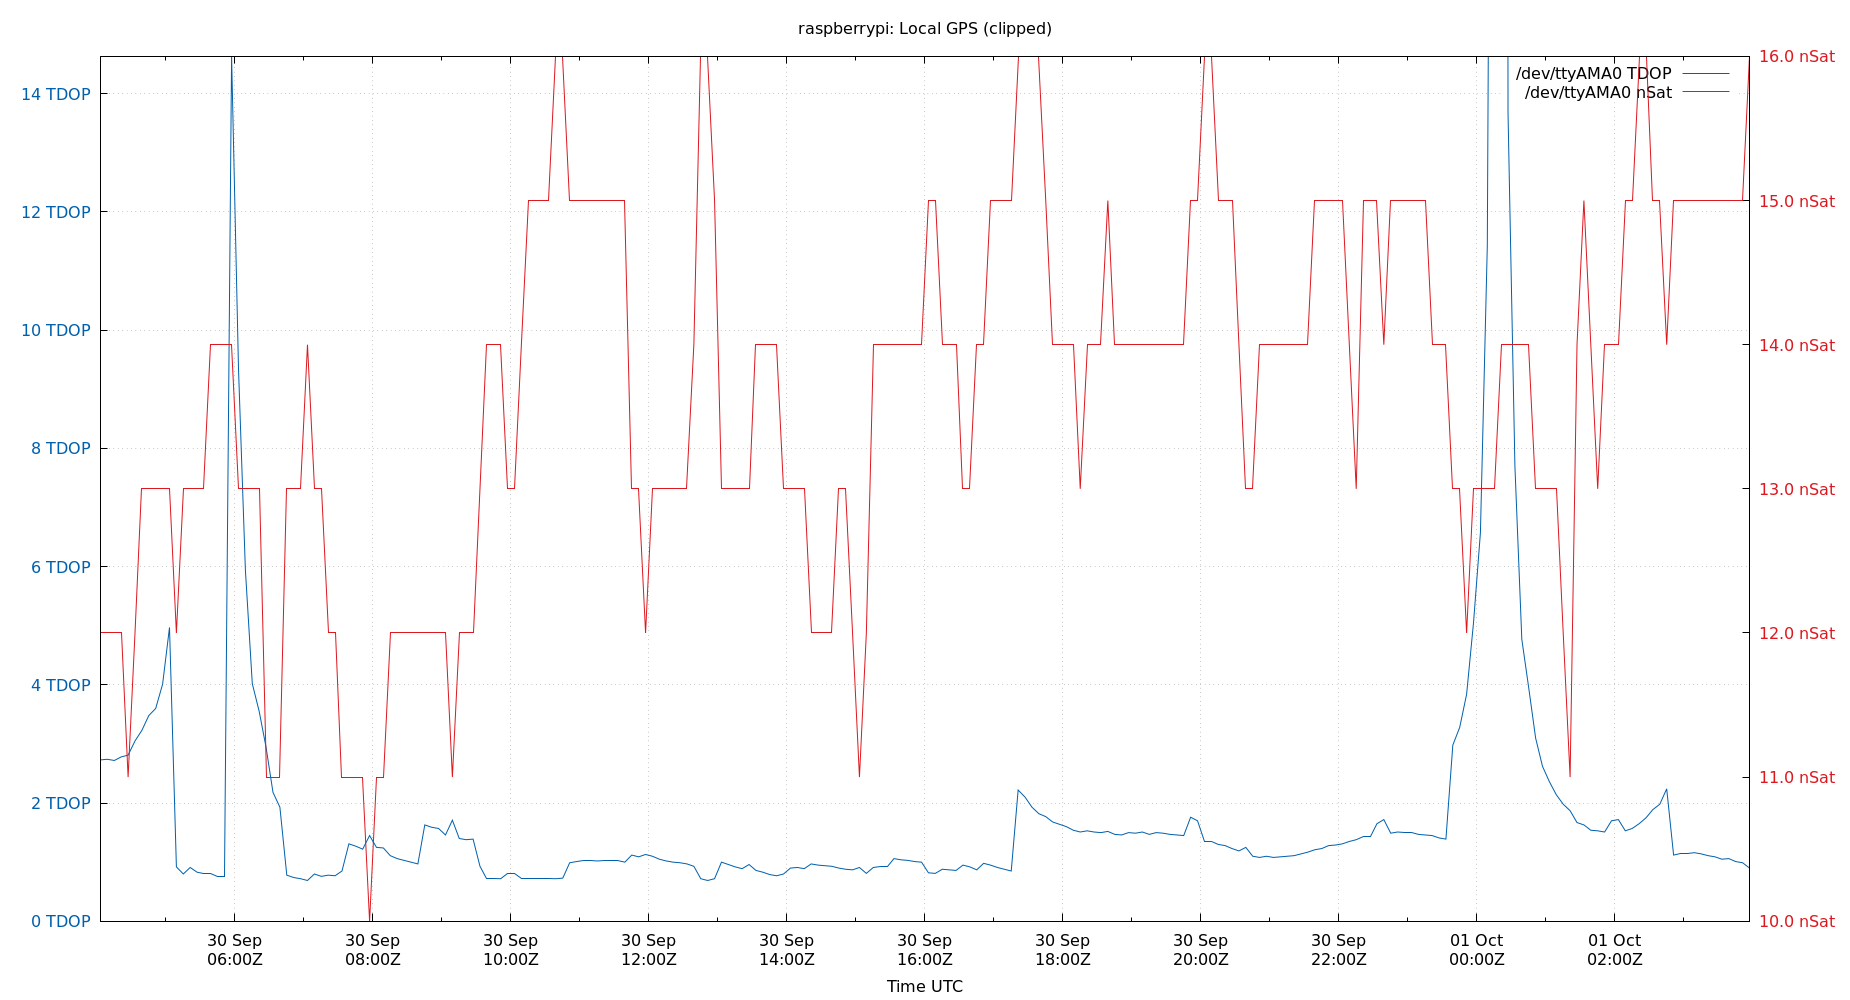 raspberrypi: Local GPS (clipped)
/dev/ttyAMA0 TDOP
/dev/ttyAMA0 nSat
14 TDOP
12 TDOP
10 TDOP
8 TDOP
6 TDOP
4 TDOP
2 TDOP
0 TDOP
16.0 nSat
15.0 nSat
14.0 nSat
13.0 nSat
12.0 nSat
11.0 nSat
10.0 nSat
30 Sep
06:00Z
30 Sep
08:00Z
30 Sep
10:00Z
30 Sep
12:00Z
30 Sep
14:00Z
30 Sep
16:00Z
30 Sep
18:00Z
30 Sep
20:00Z
30 Sep
22:00Z
01 Oct
00:00Z
01 Oct
02:00Z
Time UTC